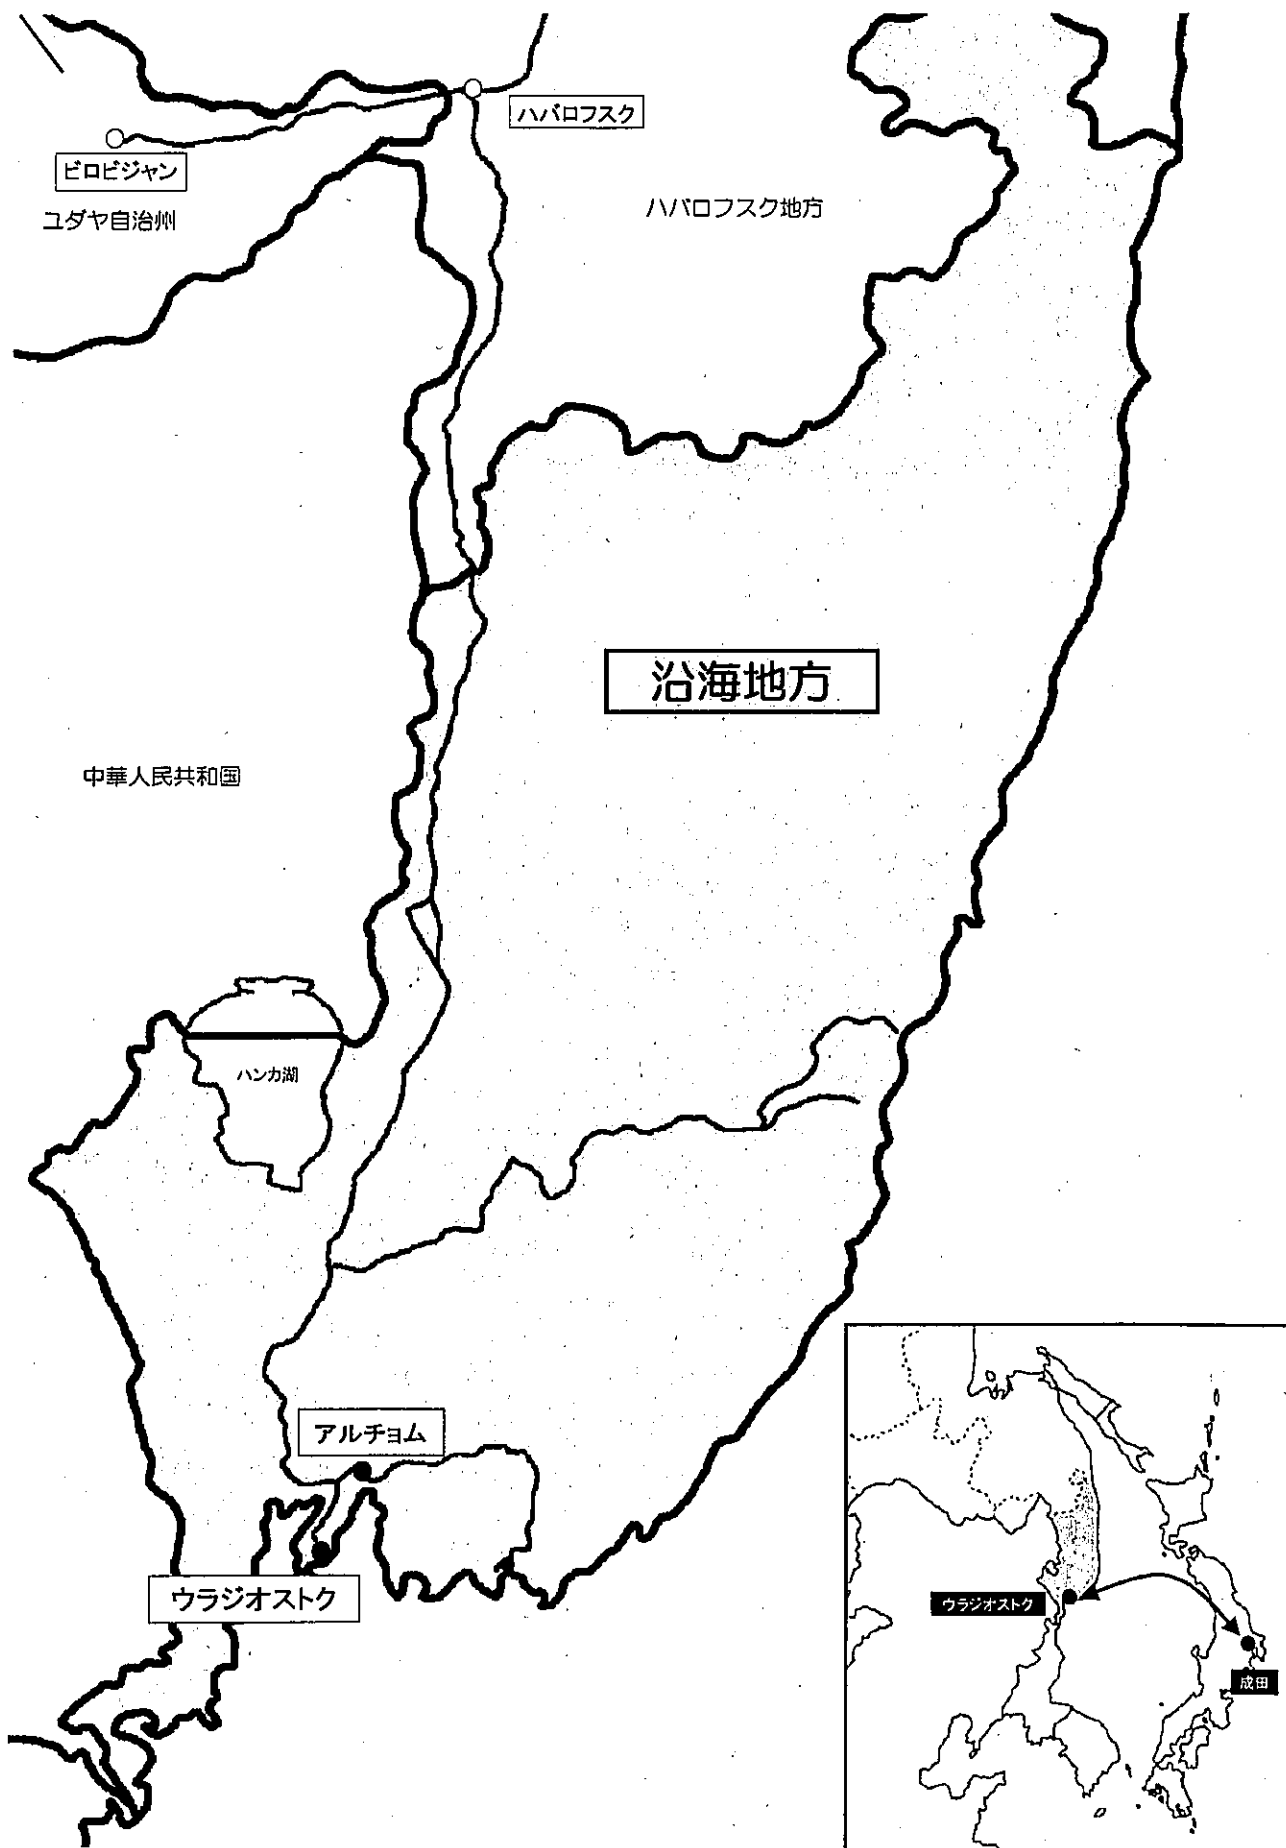 ハバロフスク
ビロビジャン
ユダヤ自治州
ハバロフスク地方
沿海地方
中華人民共和国
ハンカ湖
アルチョム
ウラジオストク
ウラジオストク
成田